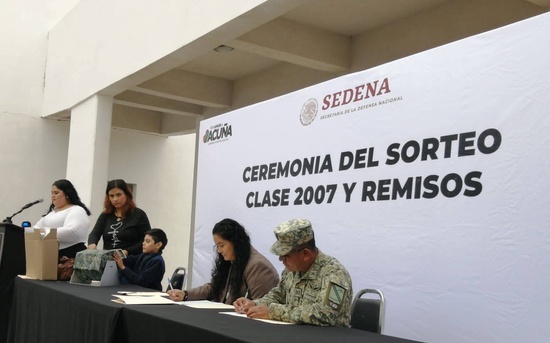 ACUÑA
SEDENA
SECRETARÍA DE LA DEFENSA NACIONAL
CEREMONIA DEL SORTEO
CLASE 2007 Y REMISOS